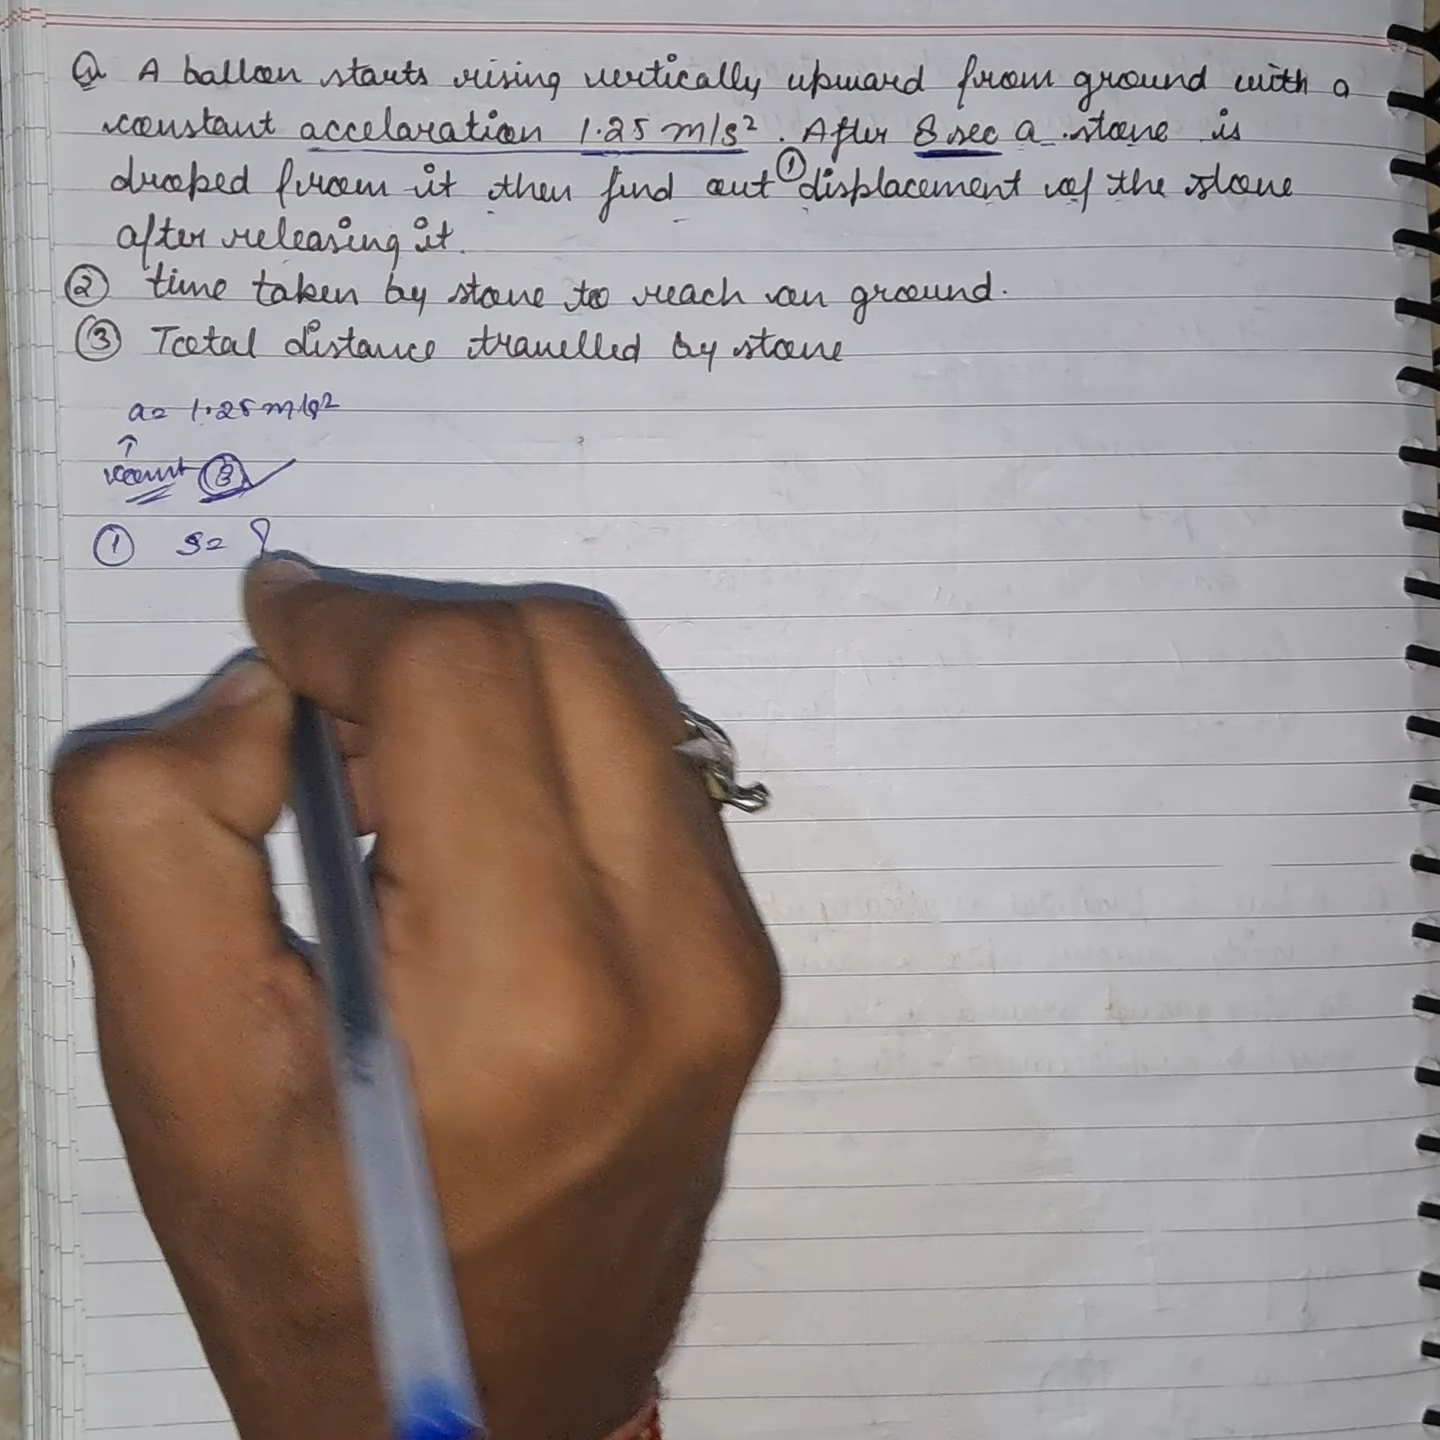 Q A balloon starts rising vertically upward from ground with a
constant accelaration 1.25 m/s². After 8 sec a stone is
droped from it then find out ① displacement of the stone
after releasing it.
② time taken by stone to reach on ground.
③ Total distance travelled by stone
a= 1.25 m/s²
↑
const ③
① s= ?